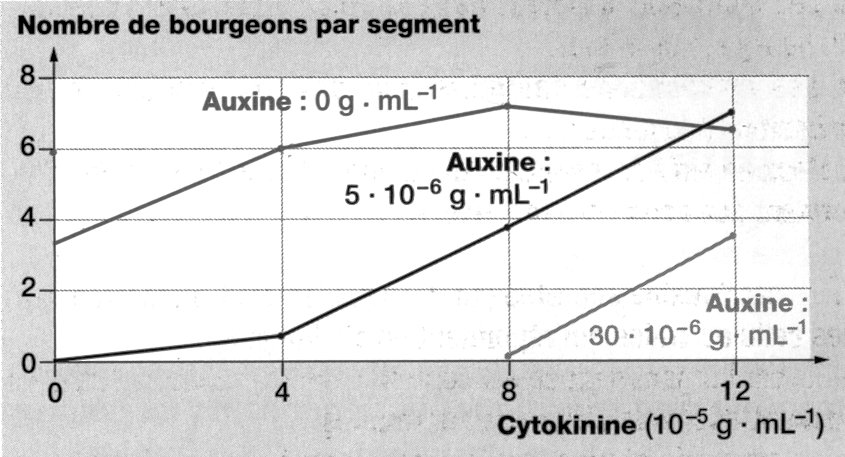 Nombre de bourgeons par segment
8
Auxine : 0 g · mL⁻¹
6
Auxine :
5 · 10⁻⁶ g · mL⁻¹
4
2
Auxine :
30 · 10⁻⁶ g mL⁻¹
0
0 4 8 12
Cytokinine (10⁻⁵ g · mL⁻¹)